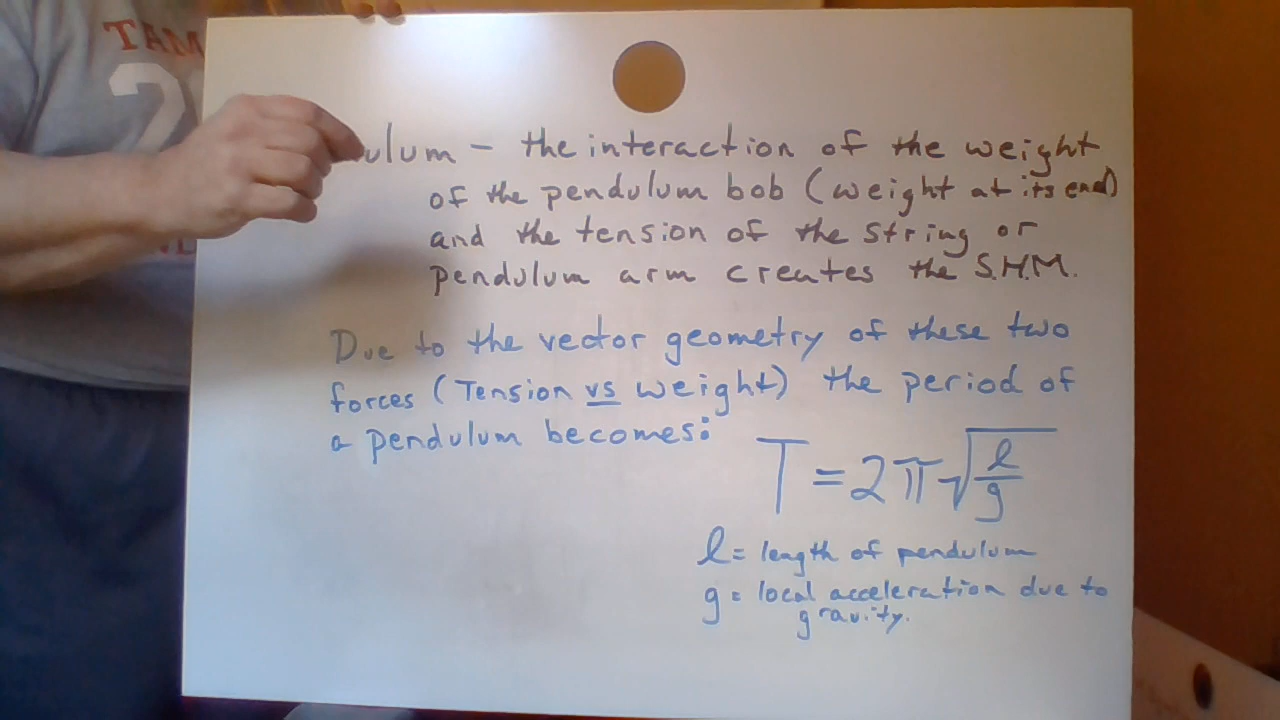 TAM
2
ulum – the interaction of the weight
of the pendulum bob (weight at its end)
and the tension of the string or
pendulum arm creates the S.H.M.
Due to the vector geometry of these two
forces (Tension vs weight) the period of
a pendulum becomes:
T = 2π√(l/g)
l = length of pendulum
g = local acceleration due to
gravity.